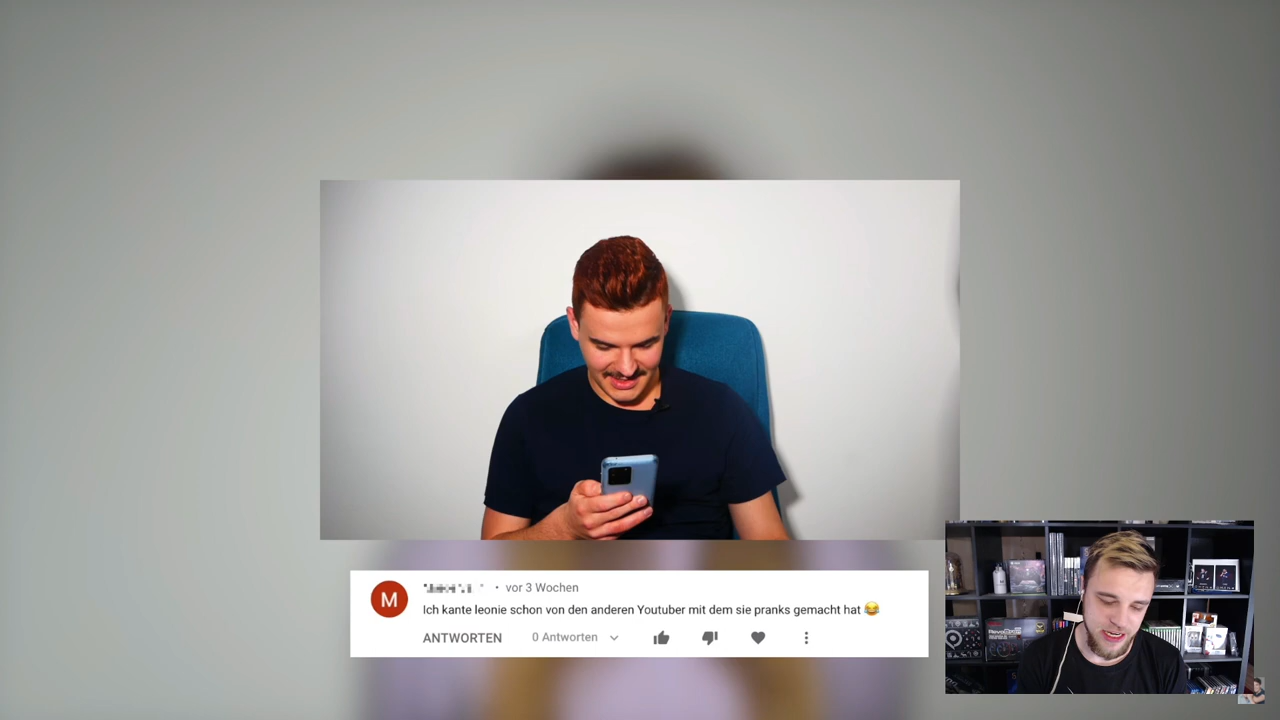 M
• vor 3 Wochen
Ich kante leonie schon von den anderen Youtuber mit dem sie pranks gemacht hat 😂
ANTWORTEN 0 Antworten